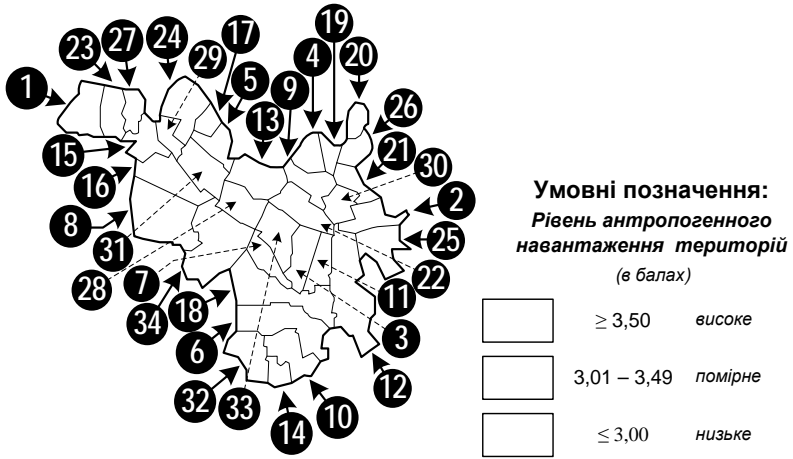 19
27 24 17 4 20
23 29 5 9
1 13 26
15 21
16 30
8 2
31 25
28 7 22
34 18 11
6 3
32 33 12
14 10
Умовні позначення:
Рівень антропогенного
навантаження територій
(в балах)
≥ 3,50 високе
3,01 – 3,49 помірне
≤ 3,00 низьке